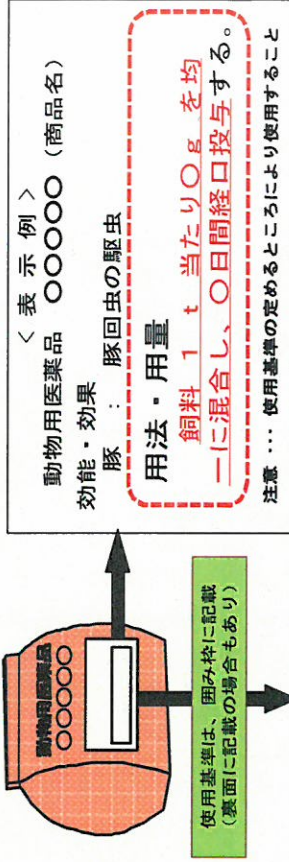 動物用医薬品
○○○○○○
使用基準は、囲み枠に記載
(裏面に記載の場合もあり)
＜表示例＞
動物用医薬品 ○○○○○ (商品名)
効能・効果
豚 : 豚回虫の駆虫
用法・用量
飼料1t当たり○gを均
一に混合し、○日間経口投与する。
注意・・・使用基準の定めるところにより使用すること